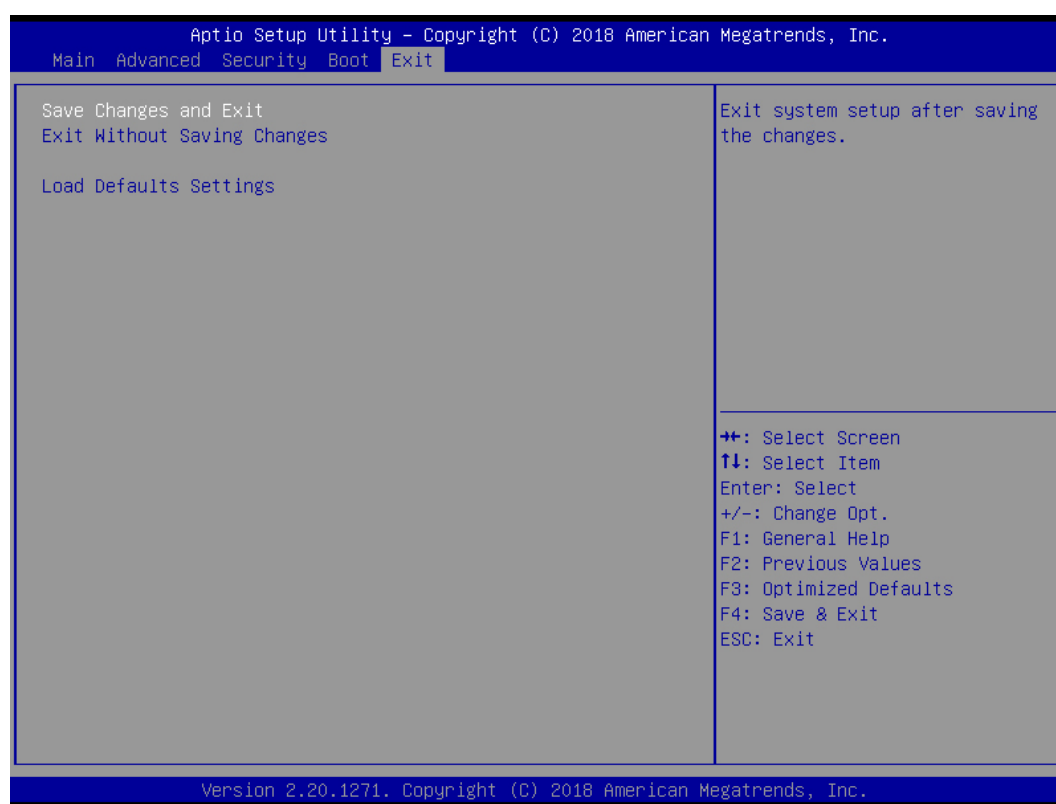 Aptio Setup Utility – Copyright (C) 2018 American Megatrends, Inc.
Main Advanced Security Boot Exit
Save Changes and Exit
Exit Without Saving Changes
Load Defaults Settings
Exit system setup after saving
the changes.
→←: Select Screen
↑↓: Select Item
Enter: Select
+/-: Change Opt.
F1: General Help
F2: Previous Values
F3: Optimized Defaults
F4: Save & Exit
ESC: Exit
Version 2.20.1271. Copyright (C) 2018 American Megatrends, Inc.